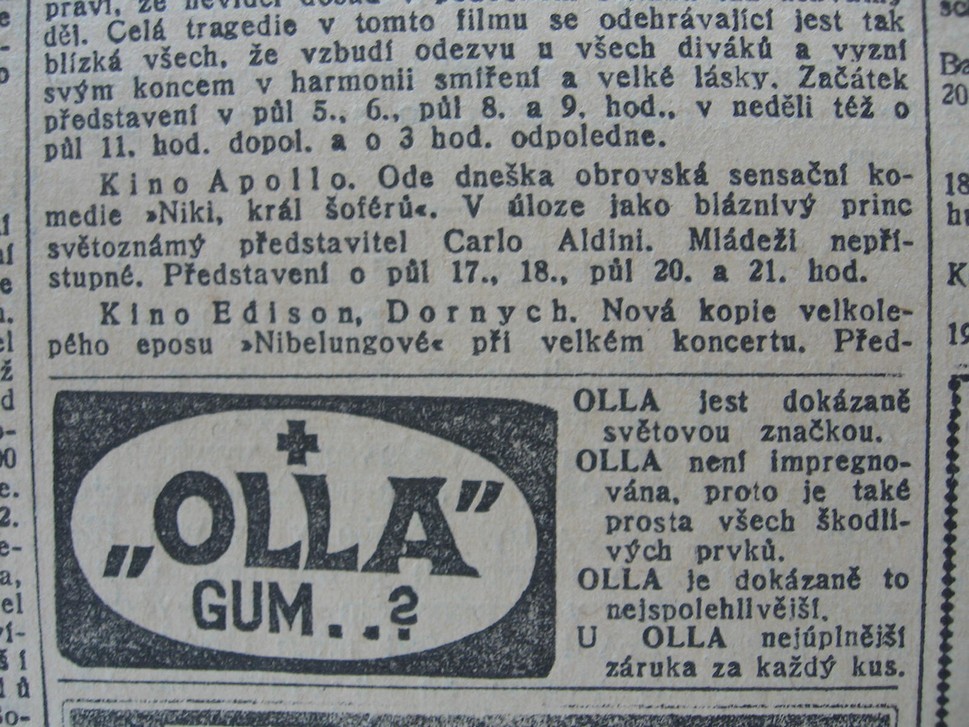 děl. Celá tragedie v tomto filmu se odehrávající jest tak
blízká všech, že vzbudí odezvu u všech diváků a vyzní
svým koncem v harmonii smíření a velké lásky. Začátek
představení v půl 5., 6., půl 8. a 9. hod., v neděli též o
půl 11. hod. dopol. a o 3 hod. odpoledne.
Kino Apollo. Ode dneška obrovská sensační ko-
medie »Niki, král šoférů«. V úloze jako bláznivý princ
světoznámý představitel Carlo Aldini. Mládeži nepří-
stupné. Představení o půl 17., 18., půl 20. a 21. hod.
Kino Edison, Dornych. Nová kopie velkole-
pého eposu »Nibelungové« při velkém koncertu. Před-
„OLLA”
GUM..?
OLLA jest dokázaně
světovou značkou.
OLLA není impregno-
vána, proto je také
prosta všech škodli-
vých prvků.
OLLA je dokázaně to
nejspolehlivější.
U OLLA nejúplnější
záruka za každý kus.